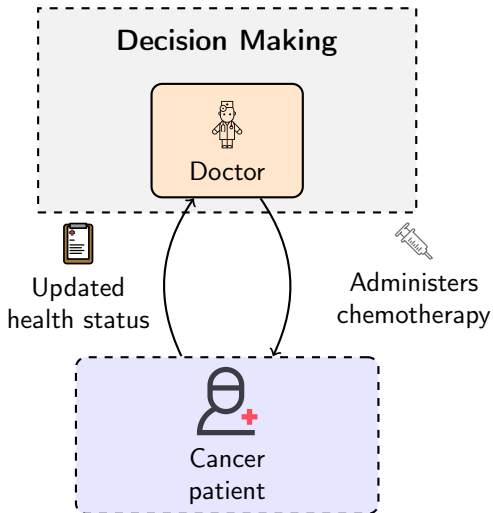 Decision Making
Doctor
Updated
health status
Administers
chemotherapy
Cancer
patient